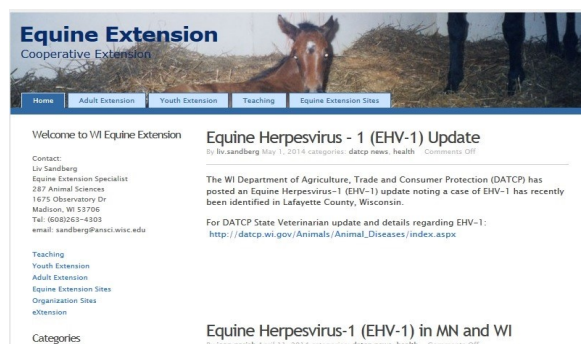 Equine Extension
Cooperative Extension
Home
Adult Extension
Youth Extension
Teaching
Equine Extension Sites
Welcome to WI Equine Extension
Contact:
Liv Sandberg
Equine Extension Specialist
287 Animal Sciences
1675 Observatory Dr
Madison, WI 53706
Tel: (608)263-4303
email: sandberg@ansci.wisc.edu
Teaching
Youth Extension
Adult Extension
Equine Extension Sites
Organization Sites
eXtension
Categories
Equine Herpesvirus - 1 (EHV-1) Update
By liv.sandberg May 1, 2014 categories: datcp news, health Comments Off
The WI Department of Agriculture, Trade and Consumer Protection (DATCP) has
posted an Equine Herpesvirus-1 (EHV-1) update noting a case of EHV-1 has recently
been identified in Lafayette County, Wisconsin.
For DATCP State Veterinarian update and details regarding EHV-1:
http://datcp.wi.gov/Animals/Animal_Diseases/index.aspx
Equine Herpesvirus-1 (EHV-1) in MN and WI